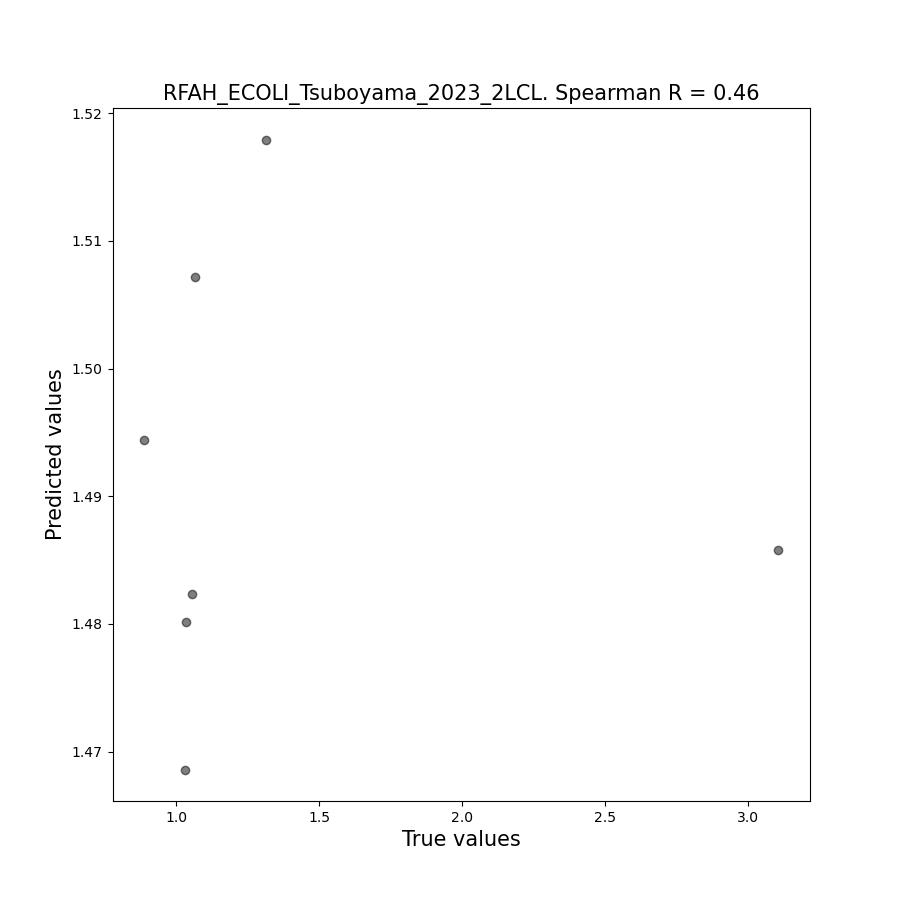 RFAH_ECOLI_Tsuboyama_2023_2LCL. Spearman R = 0.46
1.52
1.51
1.50
1.49
1.48
1.47
Predicted values
1.0 1.5 2.0 2.5 3.0
True values